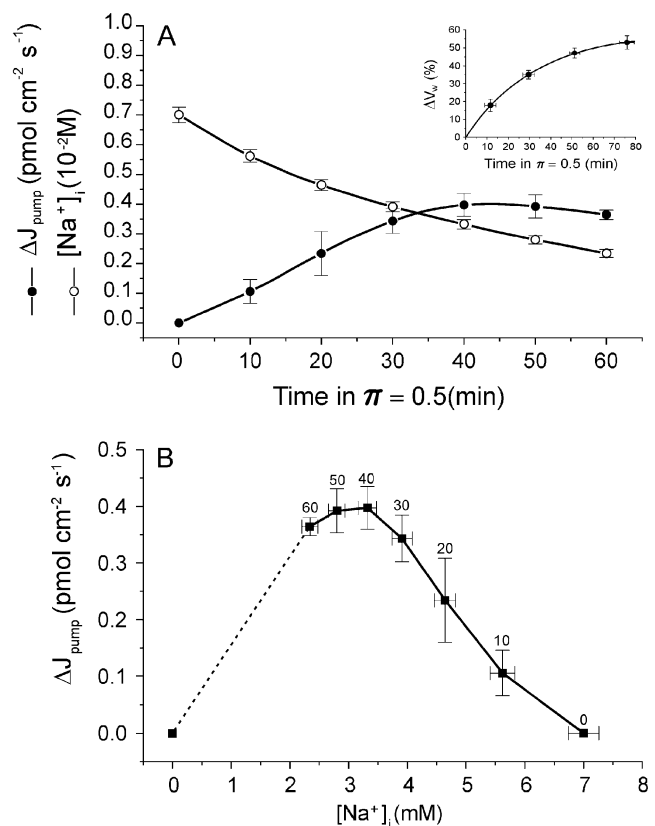 A
1.0
0.9
0.8
0.7
0.6
0.5
0.4
0.3
0.2
0.1
0.0
ΔJpump (pmol cm-2 s-1)
[Na+]i (10-2M)
0 10 20 30 40 50 60
Time in π = 0.5(min)
60
50
40
30
20
10
0
ΔVw (%)
0 10 20 30 40 50 60 70 80
Time in π = 0.5 (min)
B
0.5
0.4
0.3
0.2
0.1
0.0
ΔJpump (pmol cm-2 s-1)
60 50 40 30 20 10 0
0 1 2 3 4 5 6 7 8
[Na+]i(mM)